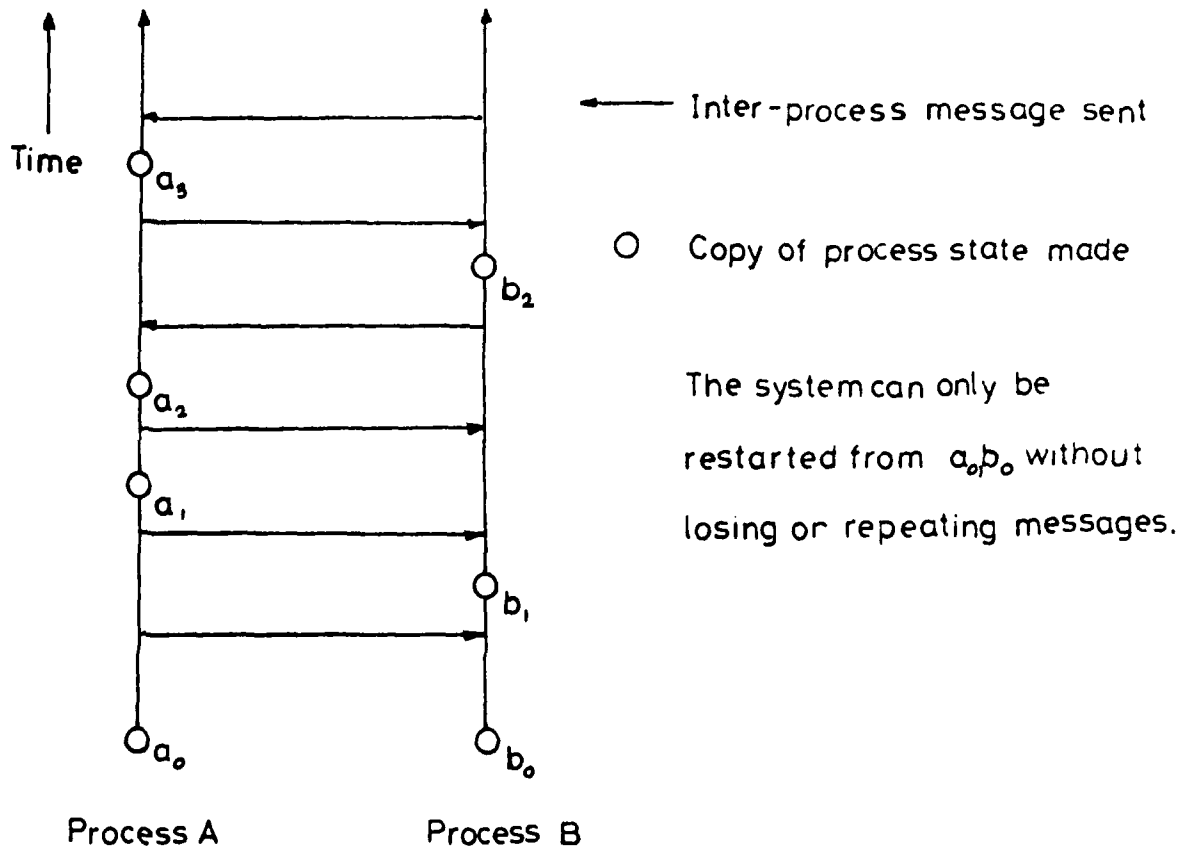 Time
← Inter-process message sent
a₃
○ Copy of process state made
b₂
a₂
The system can only be
restarted from a₀,b₀ without
losing or repeating messages.
a₁
b₁
a₀
b₀
Process A
Process B